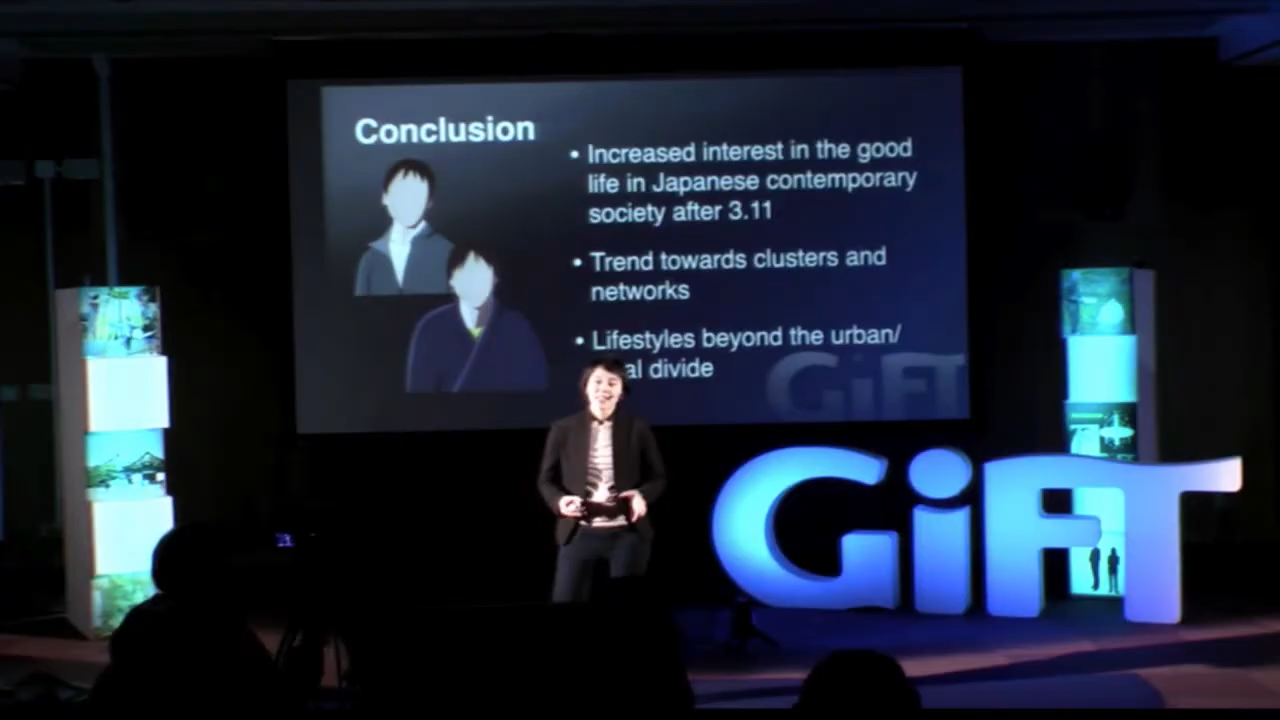 Conclusion
• Increased interest in the good
life in Japanese contemporary
society after 3.11
• Trend towards clusters and
networks
• Lifestyles beyond the urban/
al divide
GiFT
GiFT